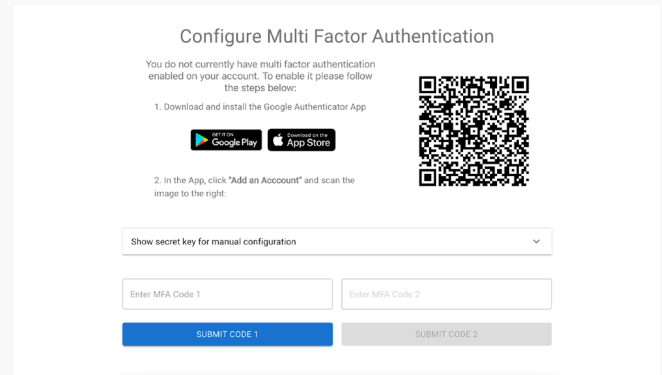 Configure Multi Factor Authentication
You do not currently have multi factor authentication
enabled on your account. To enable it please follow
the steps below:
1. Download and install the Google Authenticator App
GET IT ON
Google Play
Download on the
App Store
2. In the App, click "Add an Acccount" and scan the
image to the right:
Show secret key for manual configuration
Enter MFA Code 1
Enter MFA Code 2
SUBMIT CODE 1
SUBMIT CODE 2